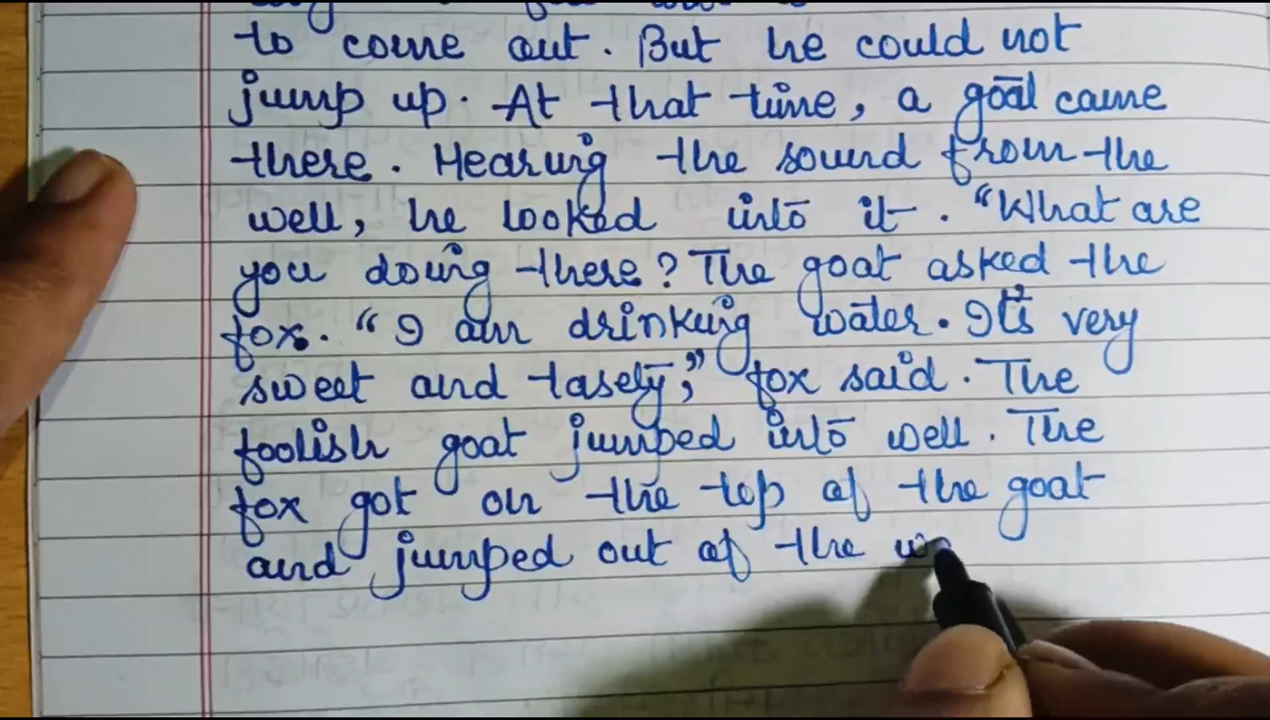 to come out. But he could not
jump up. At that time, a goat came
there. Hearing the sound from the
well, he looked into it. "What are
you doing there? The goat asked the
fox. "I am drinking water. It's very
sweet and tasety," fox said. The
foolish goat jumped into well. The
fox got on the top of the goat
and jumped out of the